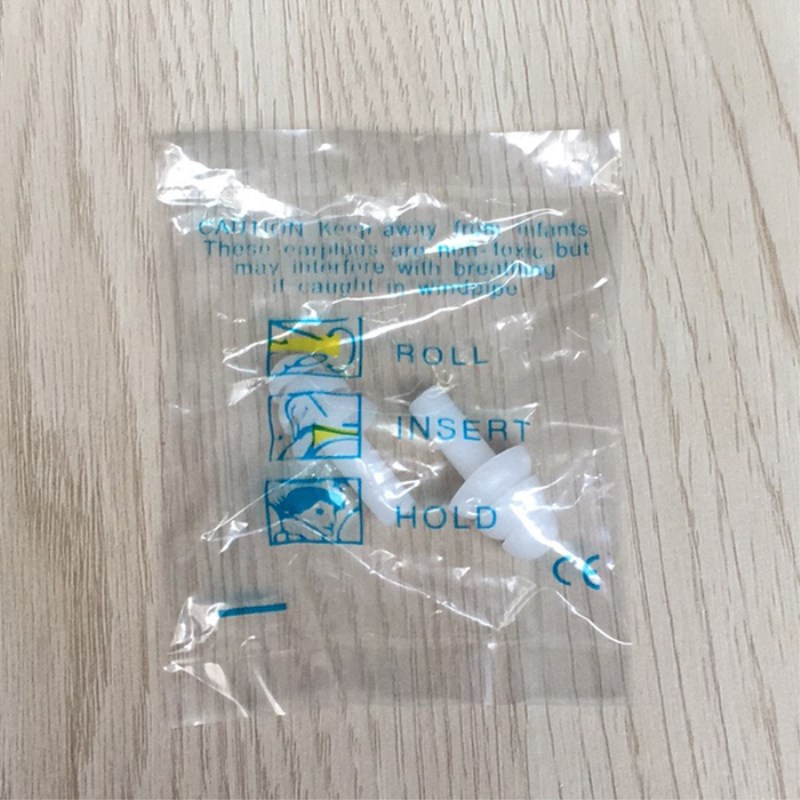 CAUTION Keep away from infants
These earplugs are non-toxic but
may interfere with breathing
if caught in windpipe
ROLL
INSERT
HOLD
CE